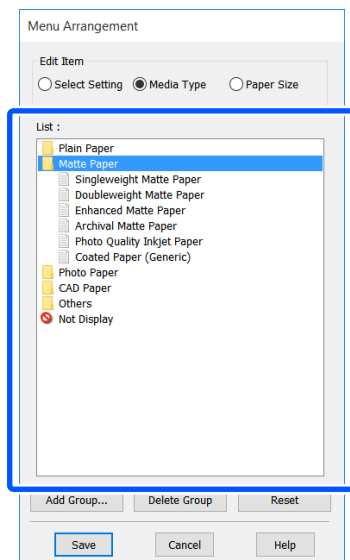 Menu Arrangement
Edit Item
Select Setting Media Type Paper Size
List :
Plain Paper
Matte Paper
Singleweight Matte Paper
Doubleweight Matte Paper
Enhanced Matte Paper
Archival Matte Paper
Photo Quality Inkjet Paper
Coated Paper (Generic)
Photo Paper
CAD Paper
Others
Not Display
Add Group... Delete Group Reset
Save Cancel Help